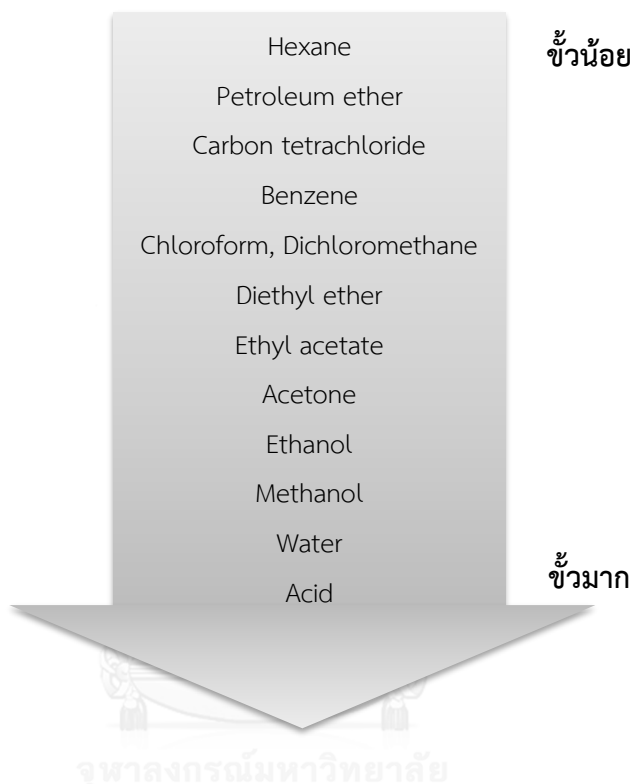 Hexane
ขั้วน้อย
Petroleum ether
Carbon tetrachloride
Benzene
Chloroform, Dichloromethane
Diethyl ether
Ethyl acetate
Acetone
Ethanol
Methanol
Water
Acid
ขั้วมาก
จุฬาลงกรณ์มหาวิทยาลัย